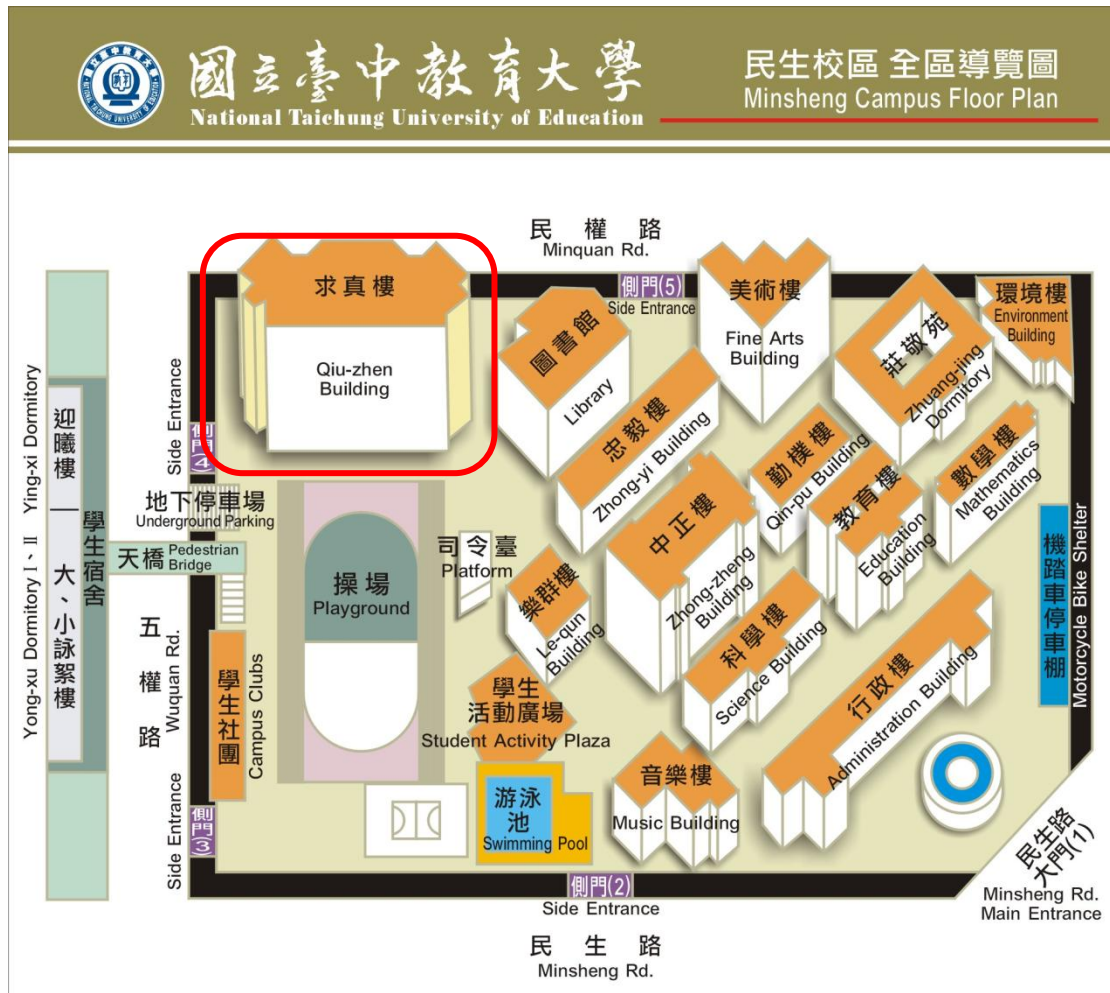 國立臺中教育大學
National Taichung University of Education
民生校區 全區導覽圖
Minsheng Campus Floor Plan
NATIONAL TAICHUNG UNIVERSITY OF EDUCATION
民權路
Minquan Rd.
求真樓
Qiu-zhen
Building
圖書館
Library
側門(5)
Side Entrance
美術樓
Fine Arts
Building
莊敬苑
Zhuang-jing
Dormitory
環境樓
Environment
Building
忠毅樓
Zhong-yi Building
勤樸樓
Qin-pu Building
教育樓
Education
Building
數學樓
Mathematics
Building
中正樓
Zhong-zheng
Building
科學樓
Science Building
行政樓
Administration Building
機踏車停車棚
Motorcycle Bike Shelter
Side Entrance
側門(4)
地下停車場
Underground Parking
天橋
Pedestrian
Bridge
迎曦樓
大、小詠絮樓
學生宿舍
Ying-xi Dormitory
Yong-xu Dormitory I、II
五權路
Wuquan Rd.
學生社團
Campus Clubs
操場
Playground
司令臺
Platform
樂群樓
Le-qun
Building
學生
活動廣場
Student Activity Plaza
游泳
池
Swimming Pool
音樂樓
Music Building
側門(3)
Side Entrance
側門(2)
Side Entrance
民生路
Minsheng Rd.
民生路
大門(1)
Minsheng Rd.
Main Entrance